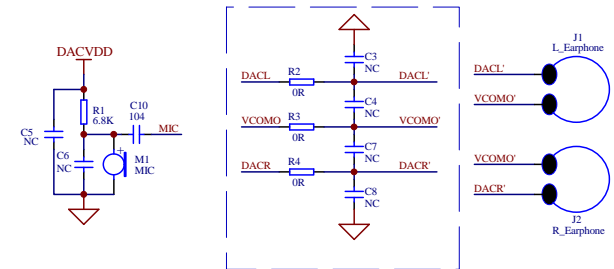 DACVDD
R1
6.8K
C10
104
MIC
C5
NC
C6
NC
M1
MIC
+
C3
NC
DACL
R2
0R
DACL'
C4
NC
VCOMO
R3
0R
VCOMO'
C7
NC
DACR
R4
0R
DACR'
C8
NC
J1
L_Earphone
DACL'
VCOMO'
VCOMO'
DACR'
J2
R_Earphone